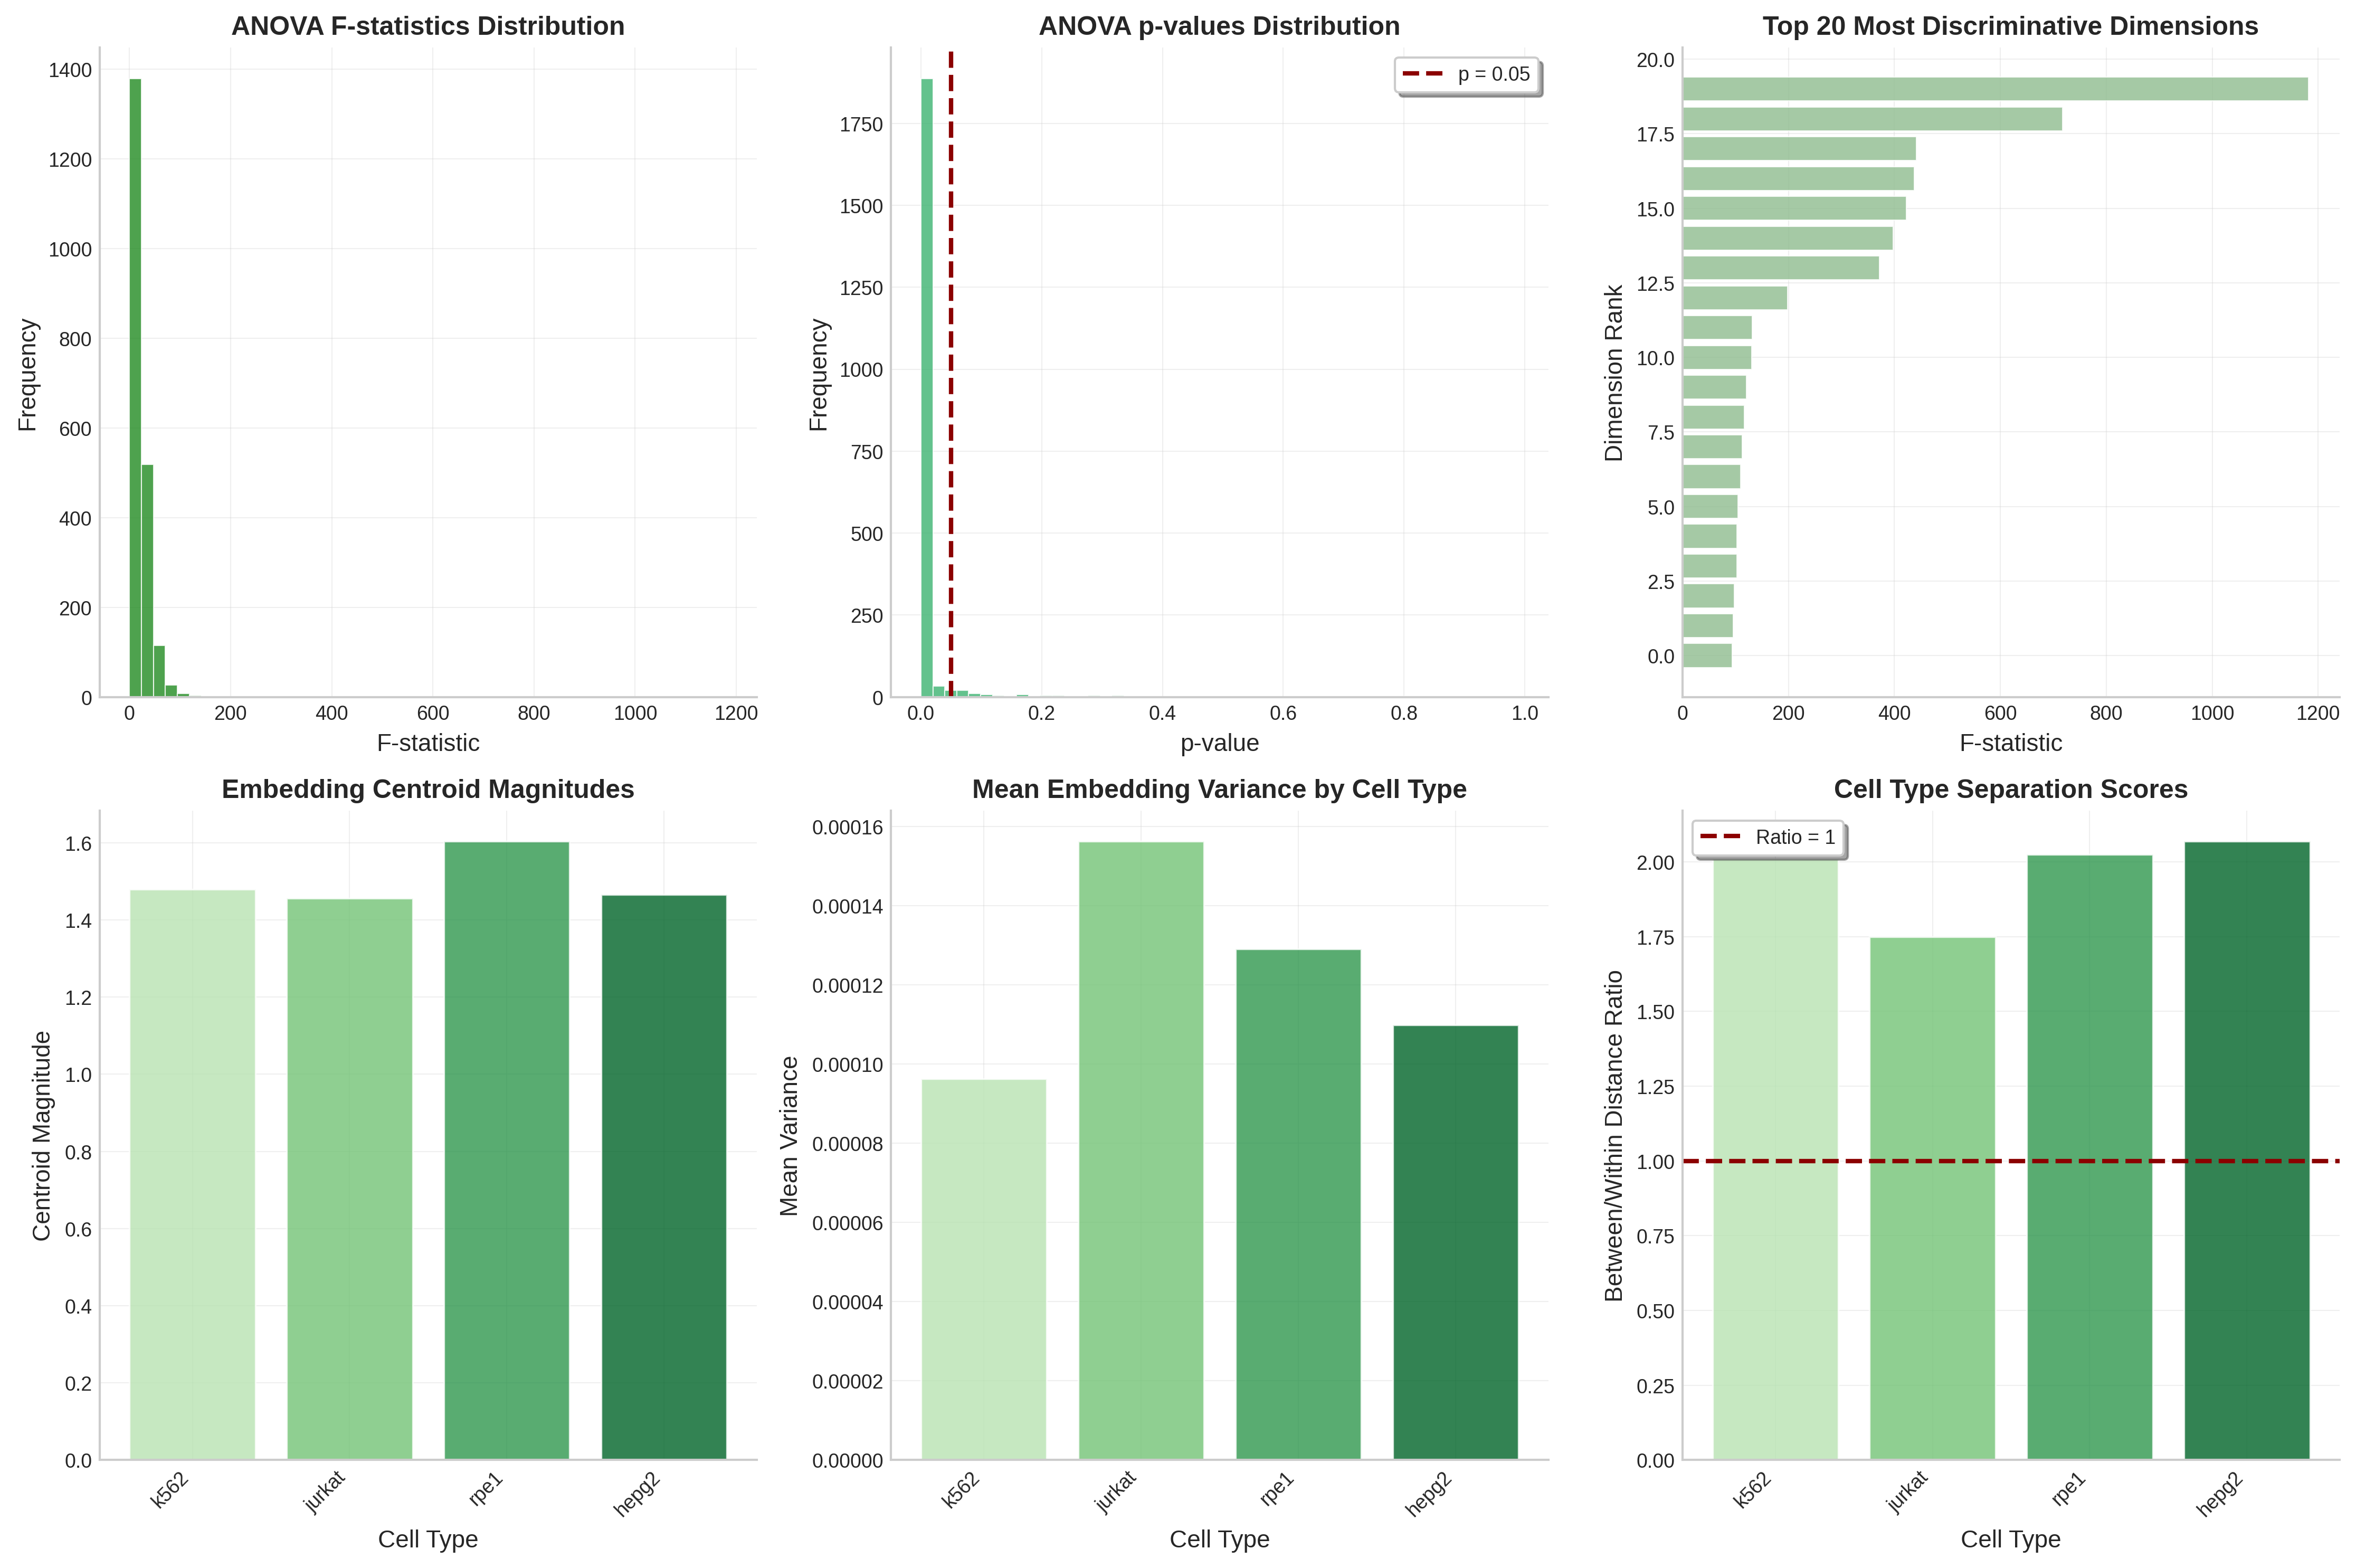 ANOVA F-statistics Distribution
1400
1200
1000
800
600
400
200
0
Frequency
0 200 400 600 800 1000 1200
F-statistic
ANOVA p-values Distribution
p = 0.05
1750
1500
1250
1000
750
500
250
0
Frequency
0.0 0.2 0.4 0.6 0.8 1.0
p-value
Top 20 Most Discriminative Dimensions
20.0
17.5
15.0
12.5
10.0
7.5
5.0
2.5
0.0
Dimension Rank
0 200 400 600 800 1000 1200
F-statistic
Embedding Centroid Magnitudes
1.6
1.4
1.2
1.0
0.8
0.6
0.4
0.2
0.0
Centroid Magnitude
k562 jurkat rpe1 hepg2
Cell Type
Mean Embedding Variance by Cell Type
0.00016
0.00014
0.00012
0.00010
0.00008
0.00006
0.00004
0.00002
0.00000
Mean Variance
k562 jurkat rpe1 hepg2
Cell Type
Cell Type Separation Scores
Ratio = 1
2.00
1.75
1.50
1.25
1.00
0.75
0.50
0.25
0.00
Between/Within Distance Ratio
k562 jurkat rpe1 hepg2
Cell Type